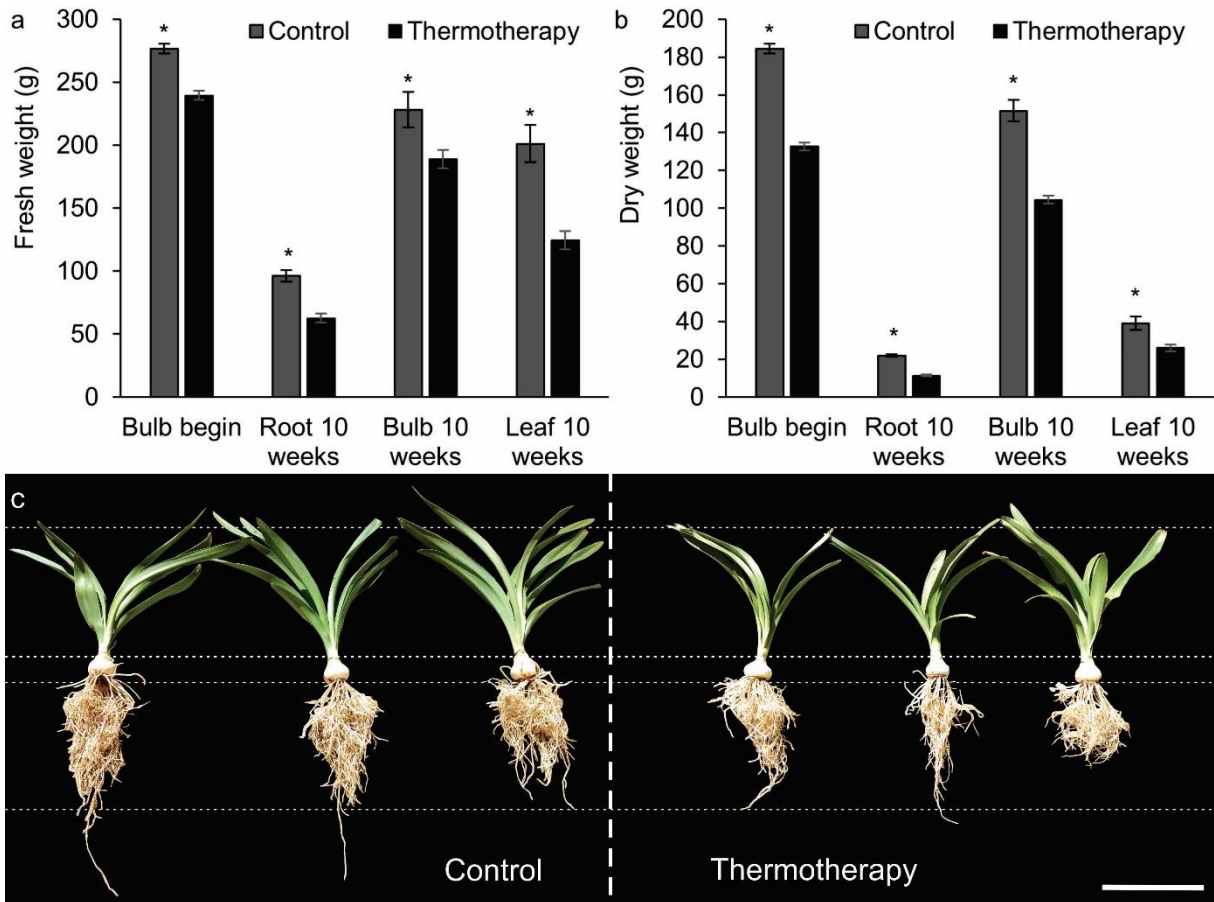 a
300
250
200
150
100
50
0
Fresh weight (g)
Control Thermotherapy
*
*
*
*
Bulb begin Root 10 weeks Bulb 10 weeks Leaf 10 weeks
b
200
180
160
140
120
100
80
60
40
20
0
Dry weight (g)
Control Thermotherapy
*
*
*
*
Bulb begin Root 10 weeks Bulb 10 weeks Leaf 10 weeks
c
Control
Thermotherapy